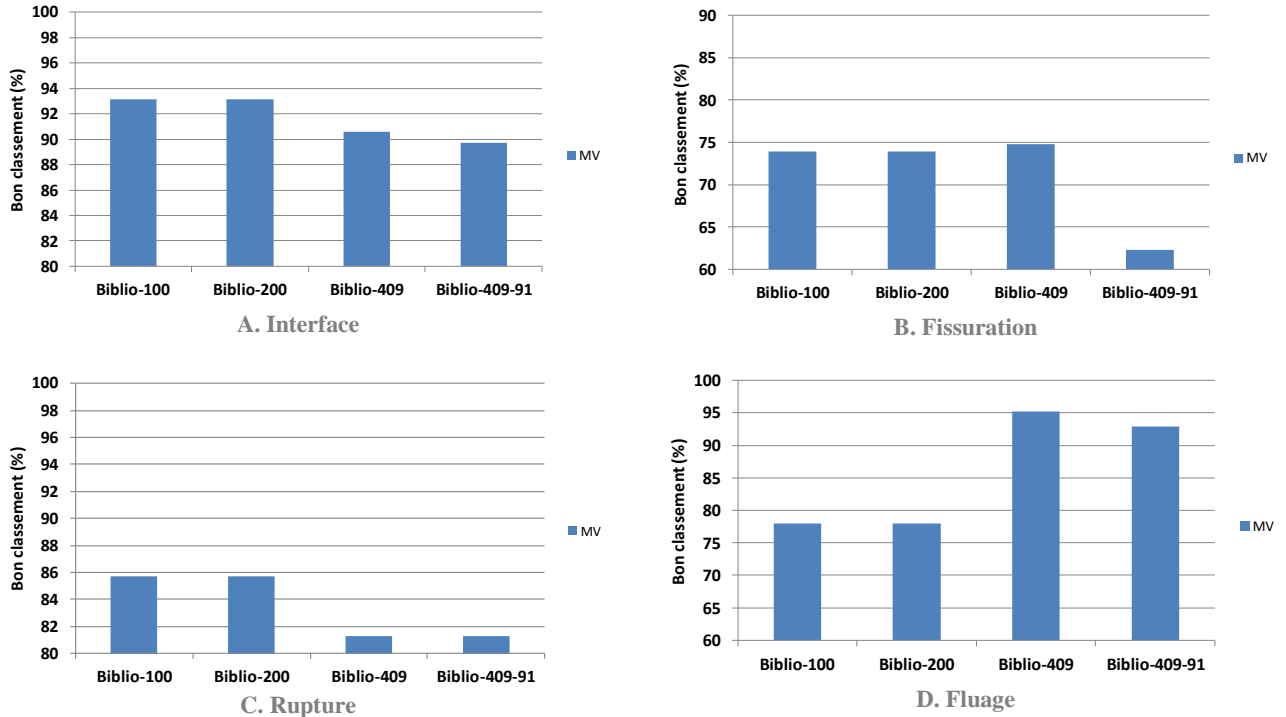 100
98
96
94
92
90
88
86
84
82
80
Bon classement (%)
Biblio-100 Biblio-200 Biblio-409 Biblio-409-91
MV
A. Interface
90
85
80
75
70
65
60
Bon classement (%)
Biblio-100 Biblio-200 Biblio-409 Biblio-409-91
MV
B. Fissuration
100
98
96
94
92
90
88
86
84
82
80
Bon classement (%)
Biblio-100 Biblio-200 Biblio-409 Biblio-409-91
MV
C. Rupture
100
95
90
85
80
75
70
65
60
Bon classement (%)
Biblio-100 Biblio-200 Biblio-409 Biblio-409-91
MV
D. Fluage